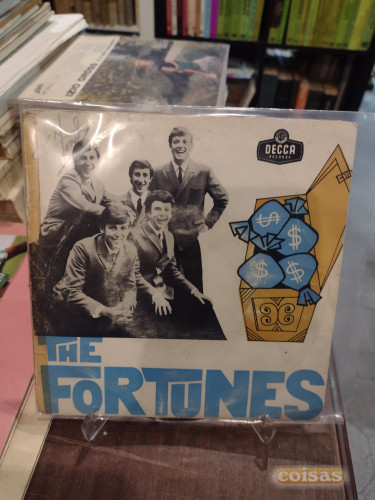 DECCA
RECORDS
$
$
$
$
THE
FORTUNES
coisas